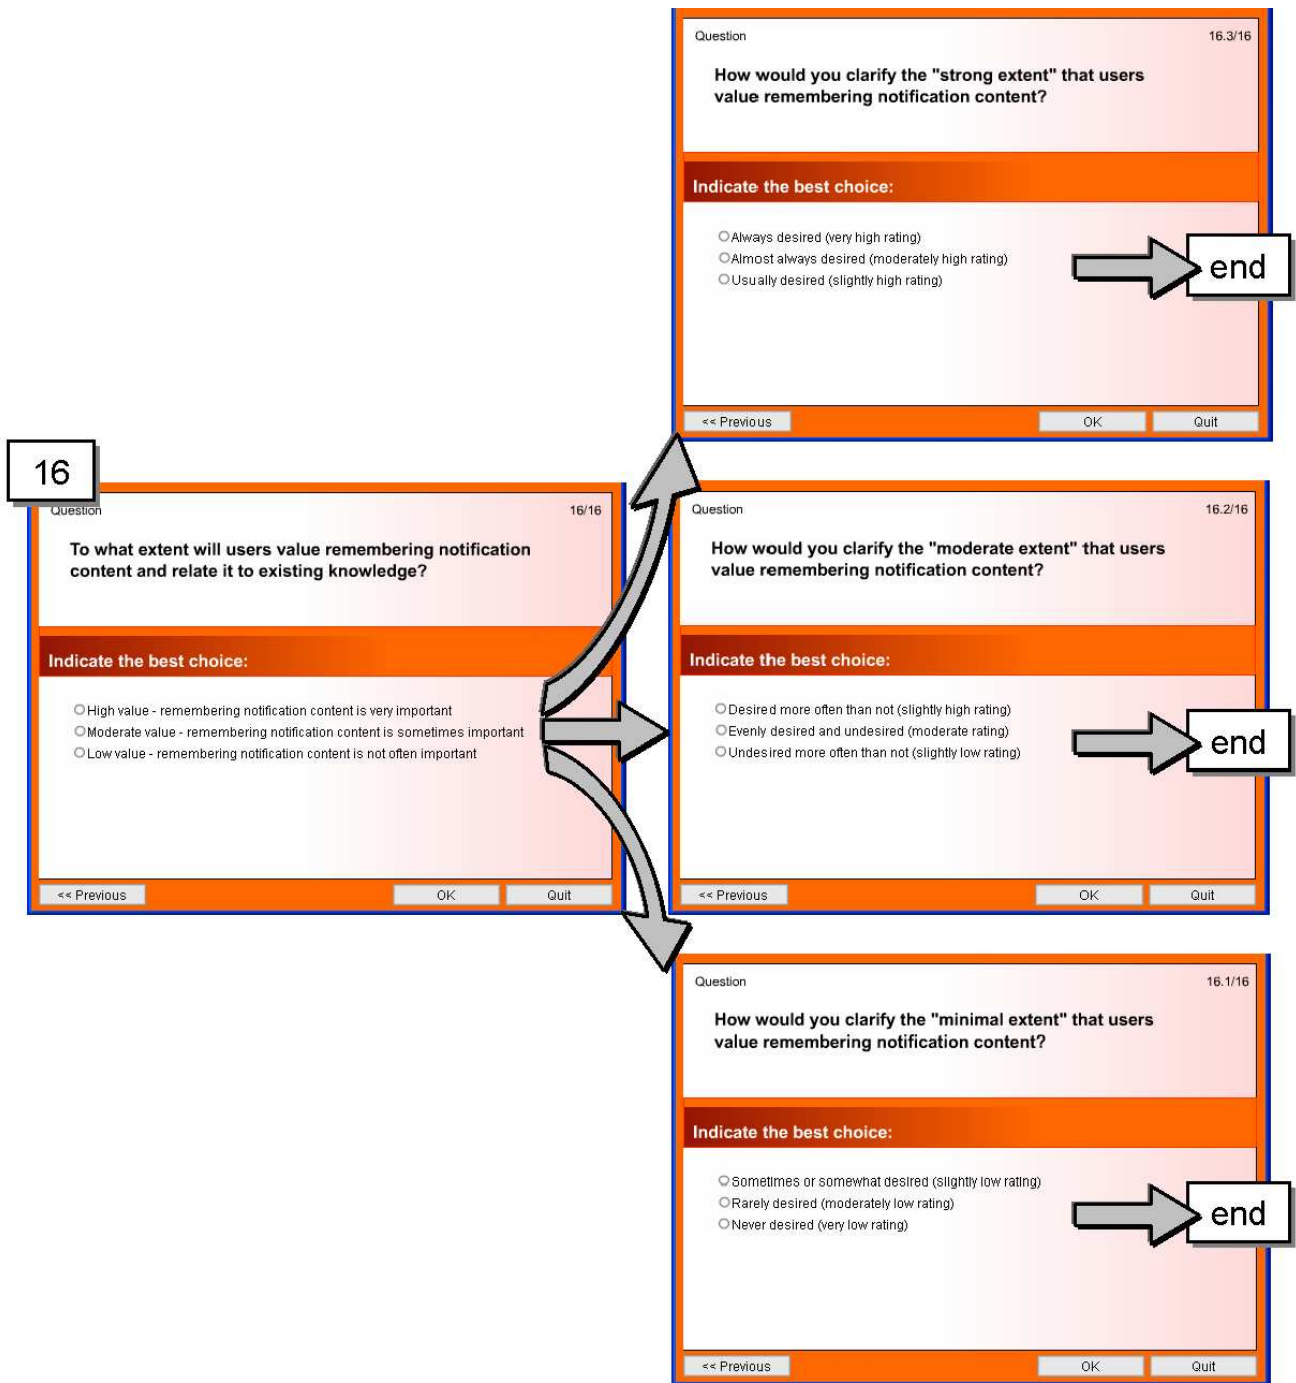 Question 16.3/16
How would you clarify the "strong extent" that users
value remembering notification content?
Indicate the best choice:
Always desired (very high rating)
Almost always desired (moderately high rating)
Usually desired (slightly high rating)
end
<< Previous OK Quit
16
Question 16/16
To what extent will users value remembering notification
content and relate it to existing knowledge?
Indicate the best choice:
High value - remembering notification content is very important
Moderate value - remembering notification content is sometimes important
Low value - remembering notification content is not often important
<< Previous OK Quit
Question 16.2/16
How would you clarify the "moderate extent" that users
value remembering notification content?
Indicate the best choice:
Desired more often than not (slightly high rating)
Evenly desired and undesired (moderate rating)
Undesired more often than not (slightly low rating)
end
<< Previous OK Quit
Question 16.1/16
How would you clarify the "minimal extent" that users
value remembering notification content?
Indicate the best choice:
Sometimes or somewhat desired (slightly low rating)
Rarely desired (moderately low rating)
Never desired (very low rating)
end
<< Previous OK Quit